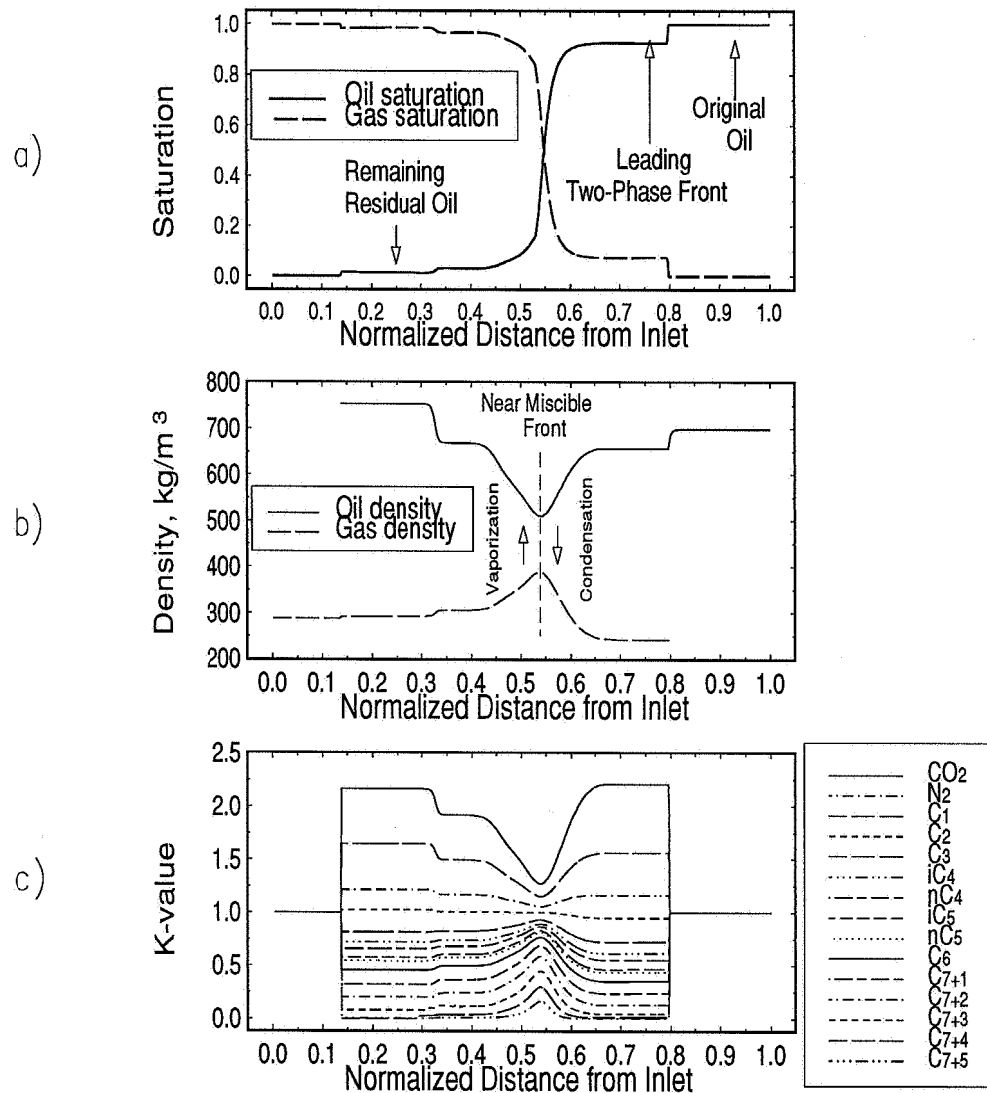 a)
Saturation
1.0
0.8
0.6
0.4
0.2
0.0
Oil saturation
Gas saturation
Remaining
Residual Oil
Leading
Two-Phase Front
Original
Oil
0.0 0.1 0.2 0.3 0.4 0.5 0.6 0.7 0.8 0.9 1.0
Normalized Distance from Inlet
b)
Density, kg/m³
800
700
600
500
400
300
200
Near Miscible
Front
Oil density
Gas density
Vaporization
Condensation
0.0 0.1 0.2 0.3 0.4 0.5 0.6 0.7 0.8 0.9 1.0
Normalized Distance from Inlet
c)
K-value
2.5
2.0
1.5
1.0
0.5
0.0
0.0 0.1 0.2 0.3 0.4 0.5 0.6 0.7 0.8 0.9 1.0
Normalized Distance from Inlet
CO2
N2
C1
C2
C3
iC4
nC4
iC5
nC5
C6
C7+1
C7+2
C7+3
C7+4
C7+5